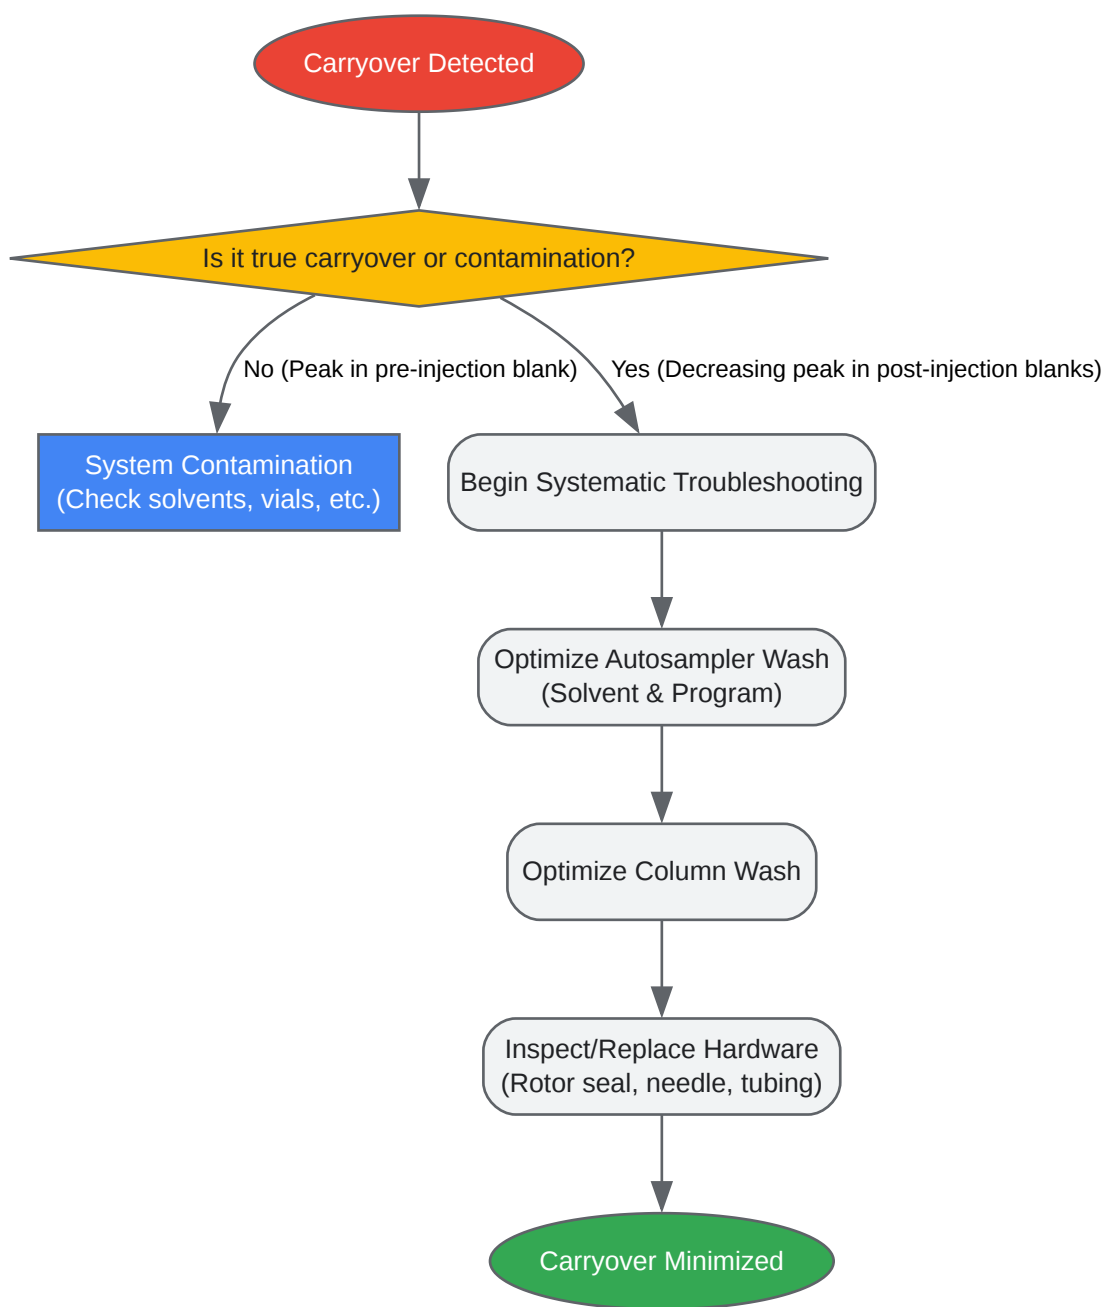 Carryover Detected
Is it true carryover or contamination?
No (Peak in pre-injection blank)
Yes (Decreasing peak in post-injection blanks)
System Contamination
(Check solvents, vials, etc.)
Begin Systematic Troubleshooting
Optimize Autosampler Wash
(Solvent & Program)
Optimize Column Wash
Inspect/Replace Hardware
(Rotor seal, needle, tubing)
Carryover Minimized